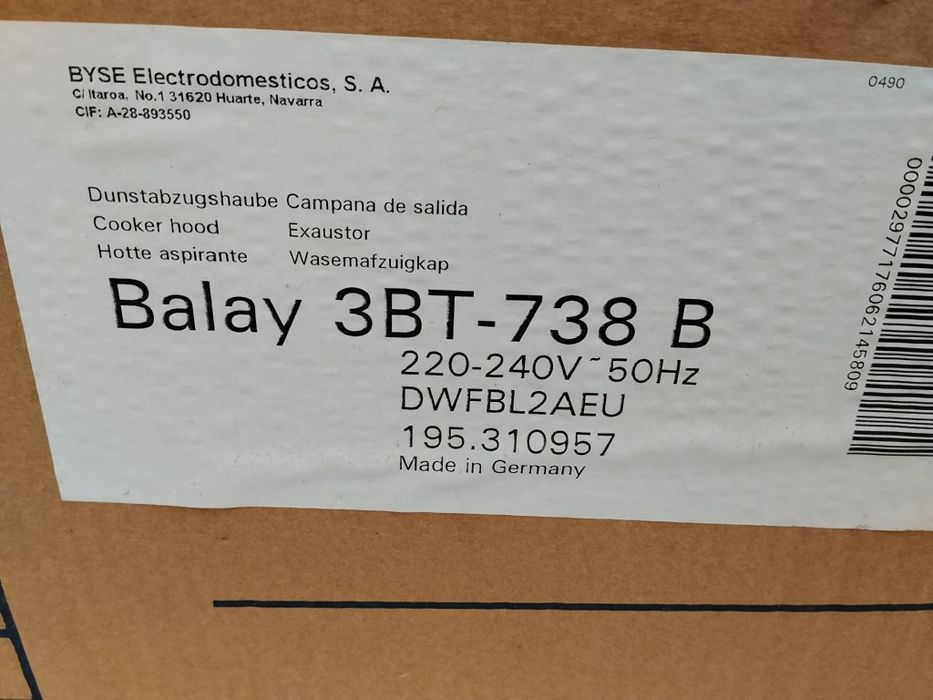 BYSE Electrodomesticos, S. A.
C/ Itaroa, No.1 31620 Huarte, Navarra
CIF: A-28-893550
0490
Dunstabzugshaube Campana de salida
Cooker hood Exaustor
Hotte aspirante Wasemafzuigkap
Balay 3BT-738 B
220-240V~50Hz
DWFBL2AEU
195.310957
Made in Germany
00002977176062145809